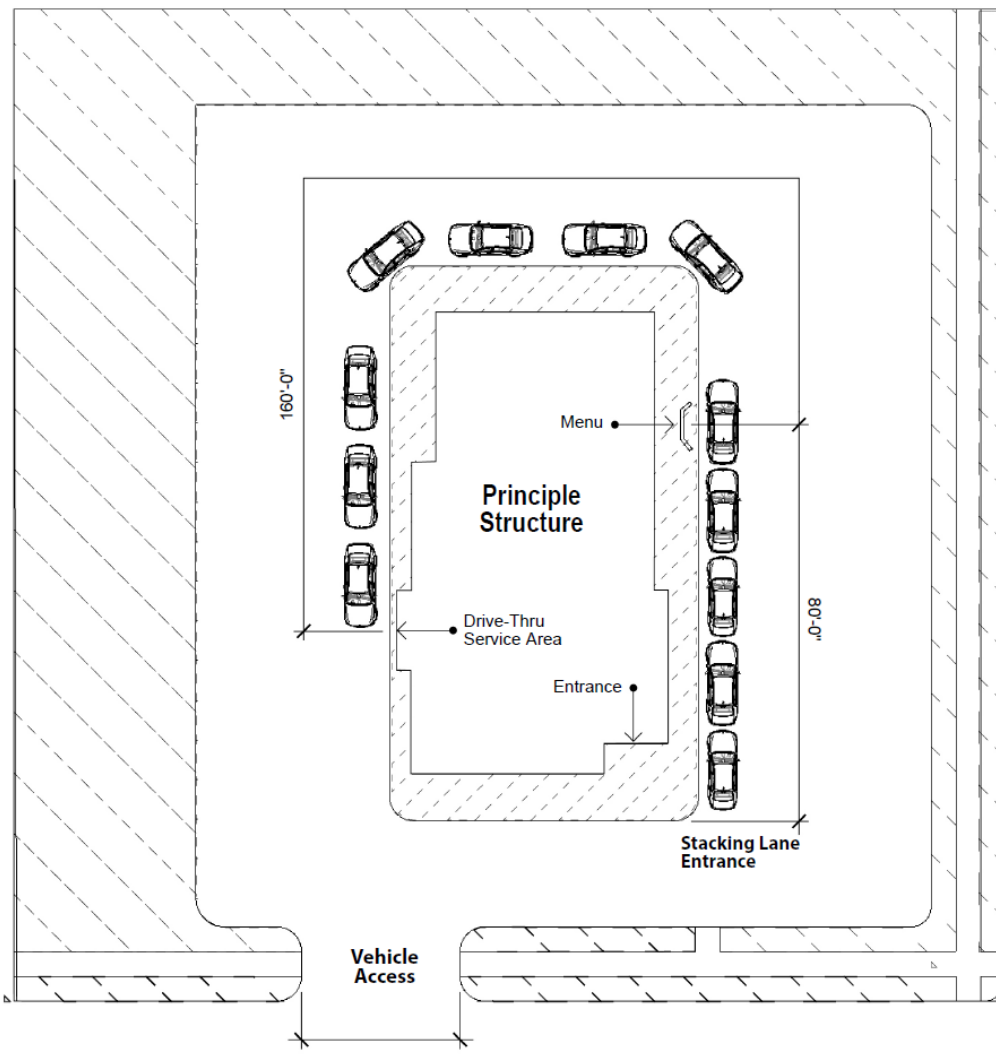 160'-0"
Menu
Principle
Structure
Drive-Thru
Service Area
Entrance
80'-0"
Stacking Lane
Entrance
Vehicle
Access